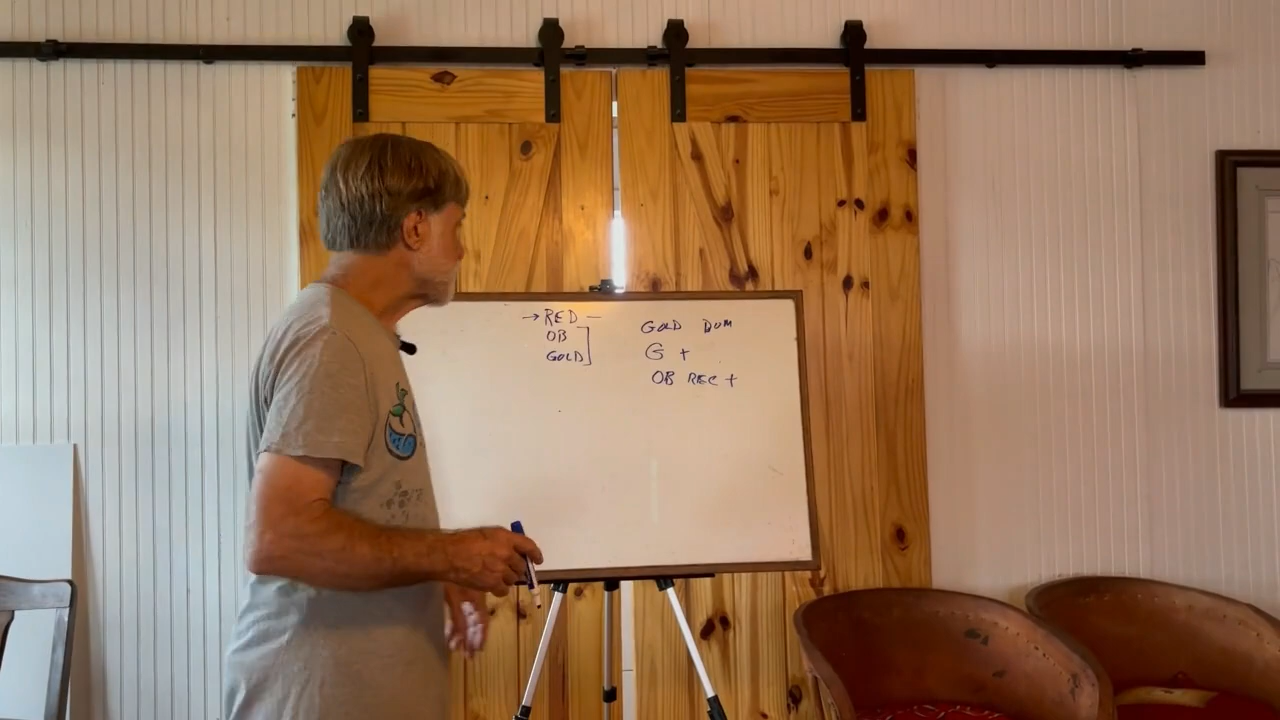 →RED —
OB
GOLD
GOLD DOM
G +
OB REC +